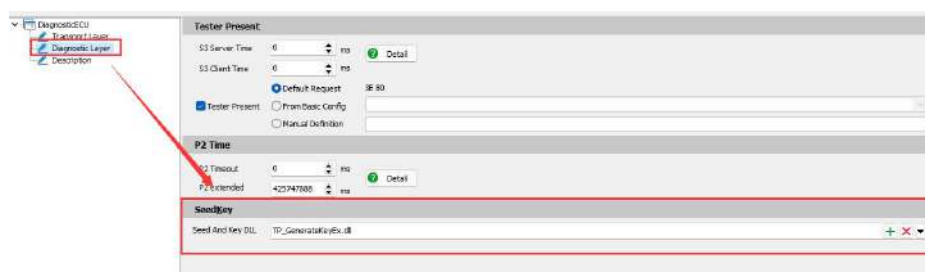 DiagnosticECU
Transport Layer
Diagnostic Layer
Description
Tester Present
S3 Server Time 0 ms
Detail
S3 Client Time 0 ms
Default Request 3E 80
Tester Present From Basic Config
Manual Definition
P2 Time
P2 Timeout 0 ms
Detail
P2 extended 425747888 ms
SeedKey
Seed And Key DLL TP_GenerateKeyEx.dll